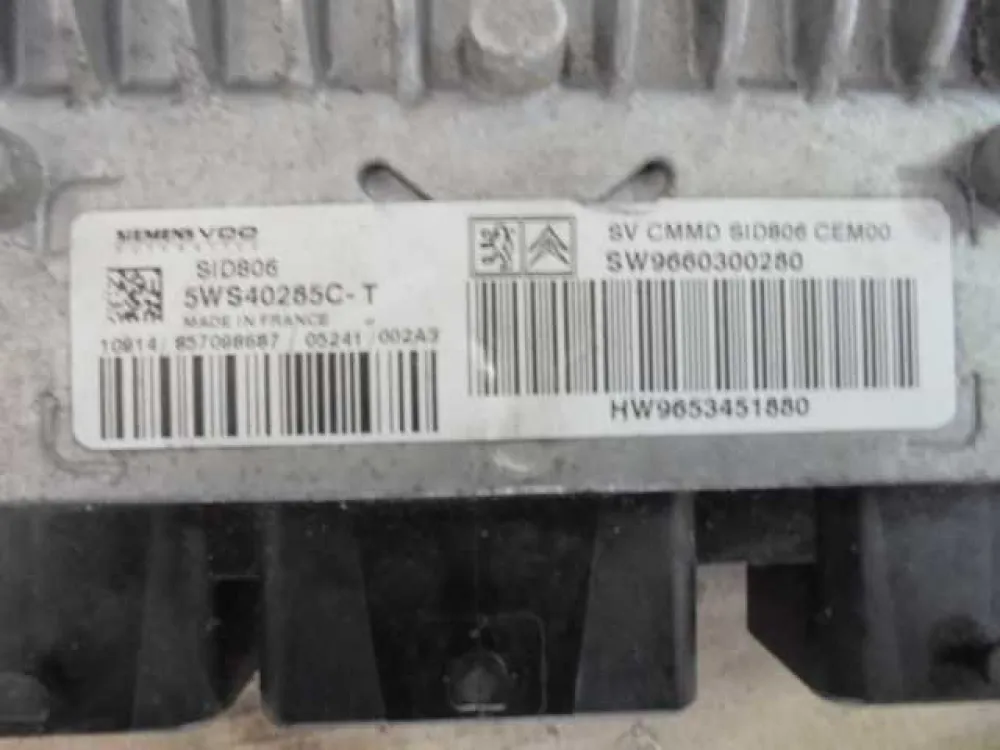 SIEMENS VDO
SID806
5WS40285C-T
MADE IN FRANCE
10914 / 857098687 / 05241 / 002A3
SV CMMD SID806 CEM00
SW9660300280
HW9653451880